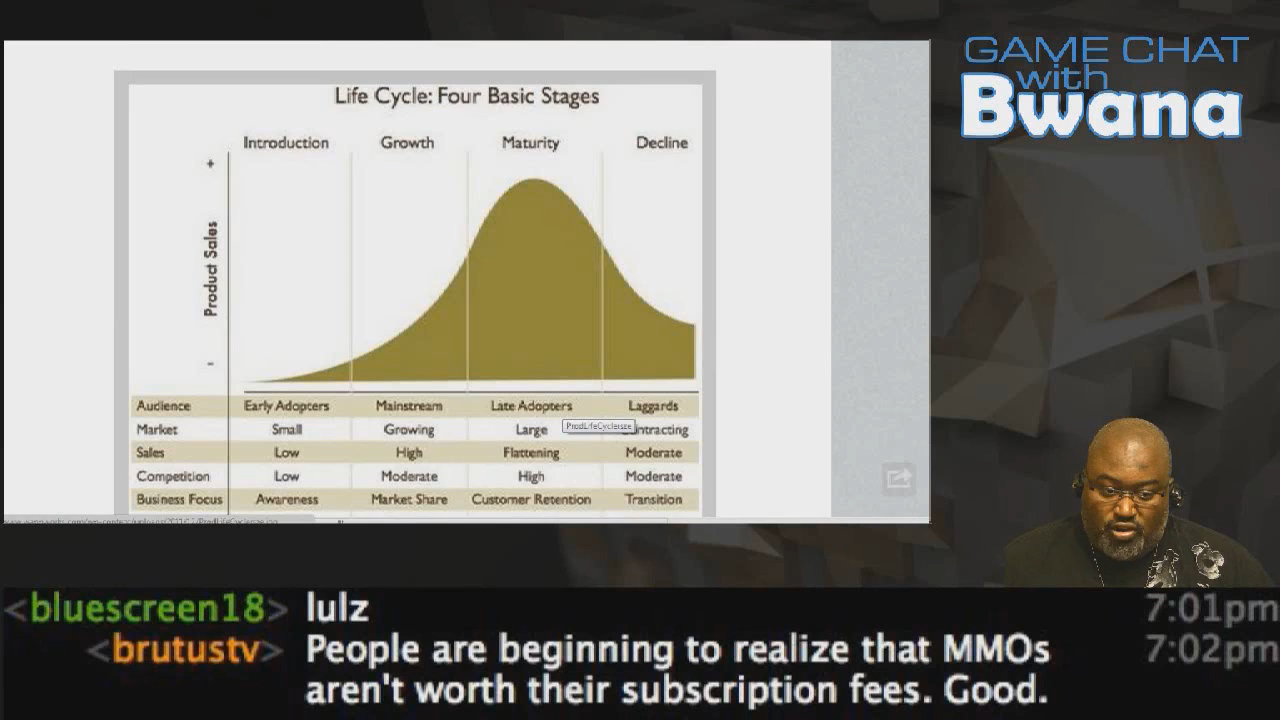 GAME CHAT
with
Bwana
Life Cycle: Four Basic Stages
Introduction Growth Maturity Decline
+
Product Sales
-
Audience Early Adopters Mainstream Late Adopters Laggards
Market Small Growing Large ntracting
ProdLifeCyclersze
Sales Low High Flattening Moderate
Competition Low Moderate High Moderate
Business Focus Awareness Market Share Customer Retention Transition
<bluescreen18> lulz 7:01pm
<brutustv> People are beginning to realize that MMOs 7:02pm
aren't worth their subscription fees. Good.